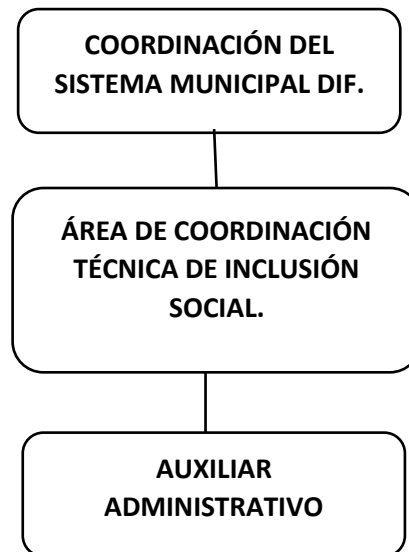 COORDINACIÓN DEL
SISTEMA MUNICIPAL DIF.
ÁREA DE COORDINACIÓN
TÉCNICA DE INCLUSIÓN
SOCIAL.
AUXILIAR
ADMINISTRATIVO